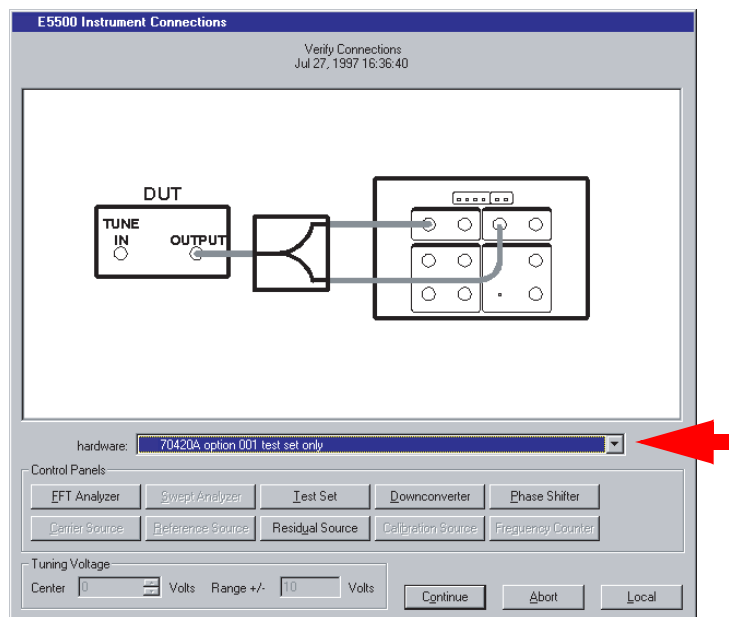 E5500 Instrument Connections
Verify Connections
Jul 27, 1997 16:36:40
DUT
TUNE
IN
OUTPUT
hardware: 70420A option 001 test set only
Control Panels
FFT Analyzer Swept Analyzer Test Set Downconverter Phase Shifter
Carrier Source Reference Source Residual Source Calibration Source Frequency Counter
Tuning Voltage
Center 0 Volts Range +/- 10 Volts
Continue Abort Local